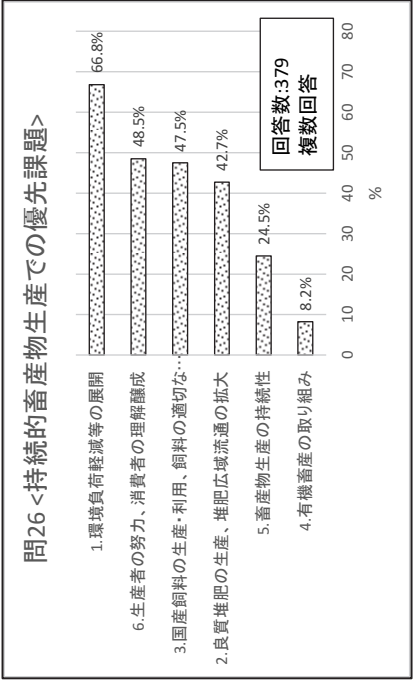 問26 <持続的畜産物生産での優先課題>
1.環境負荷軽減等の展開 66.8%
6.生産者の努力、消費者の理解醸成 48.5%
3.国産飼料の生産・利用、飼料の適切な… 47.5%
2.良質堆肥の生産、堆肥広域流通の拡大 42.7%
5.畜産物生産の持続性 24.5%
4.有機畜産の取り組み 8.2%
回答数:379
複数回答
0 10 20 30 40 50 60 70 80
%